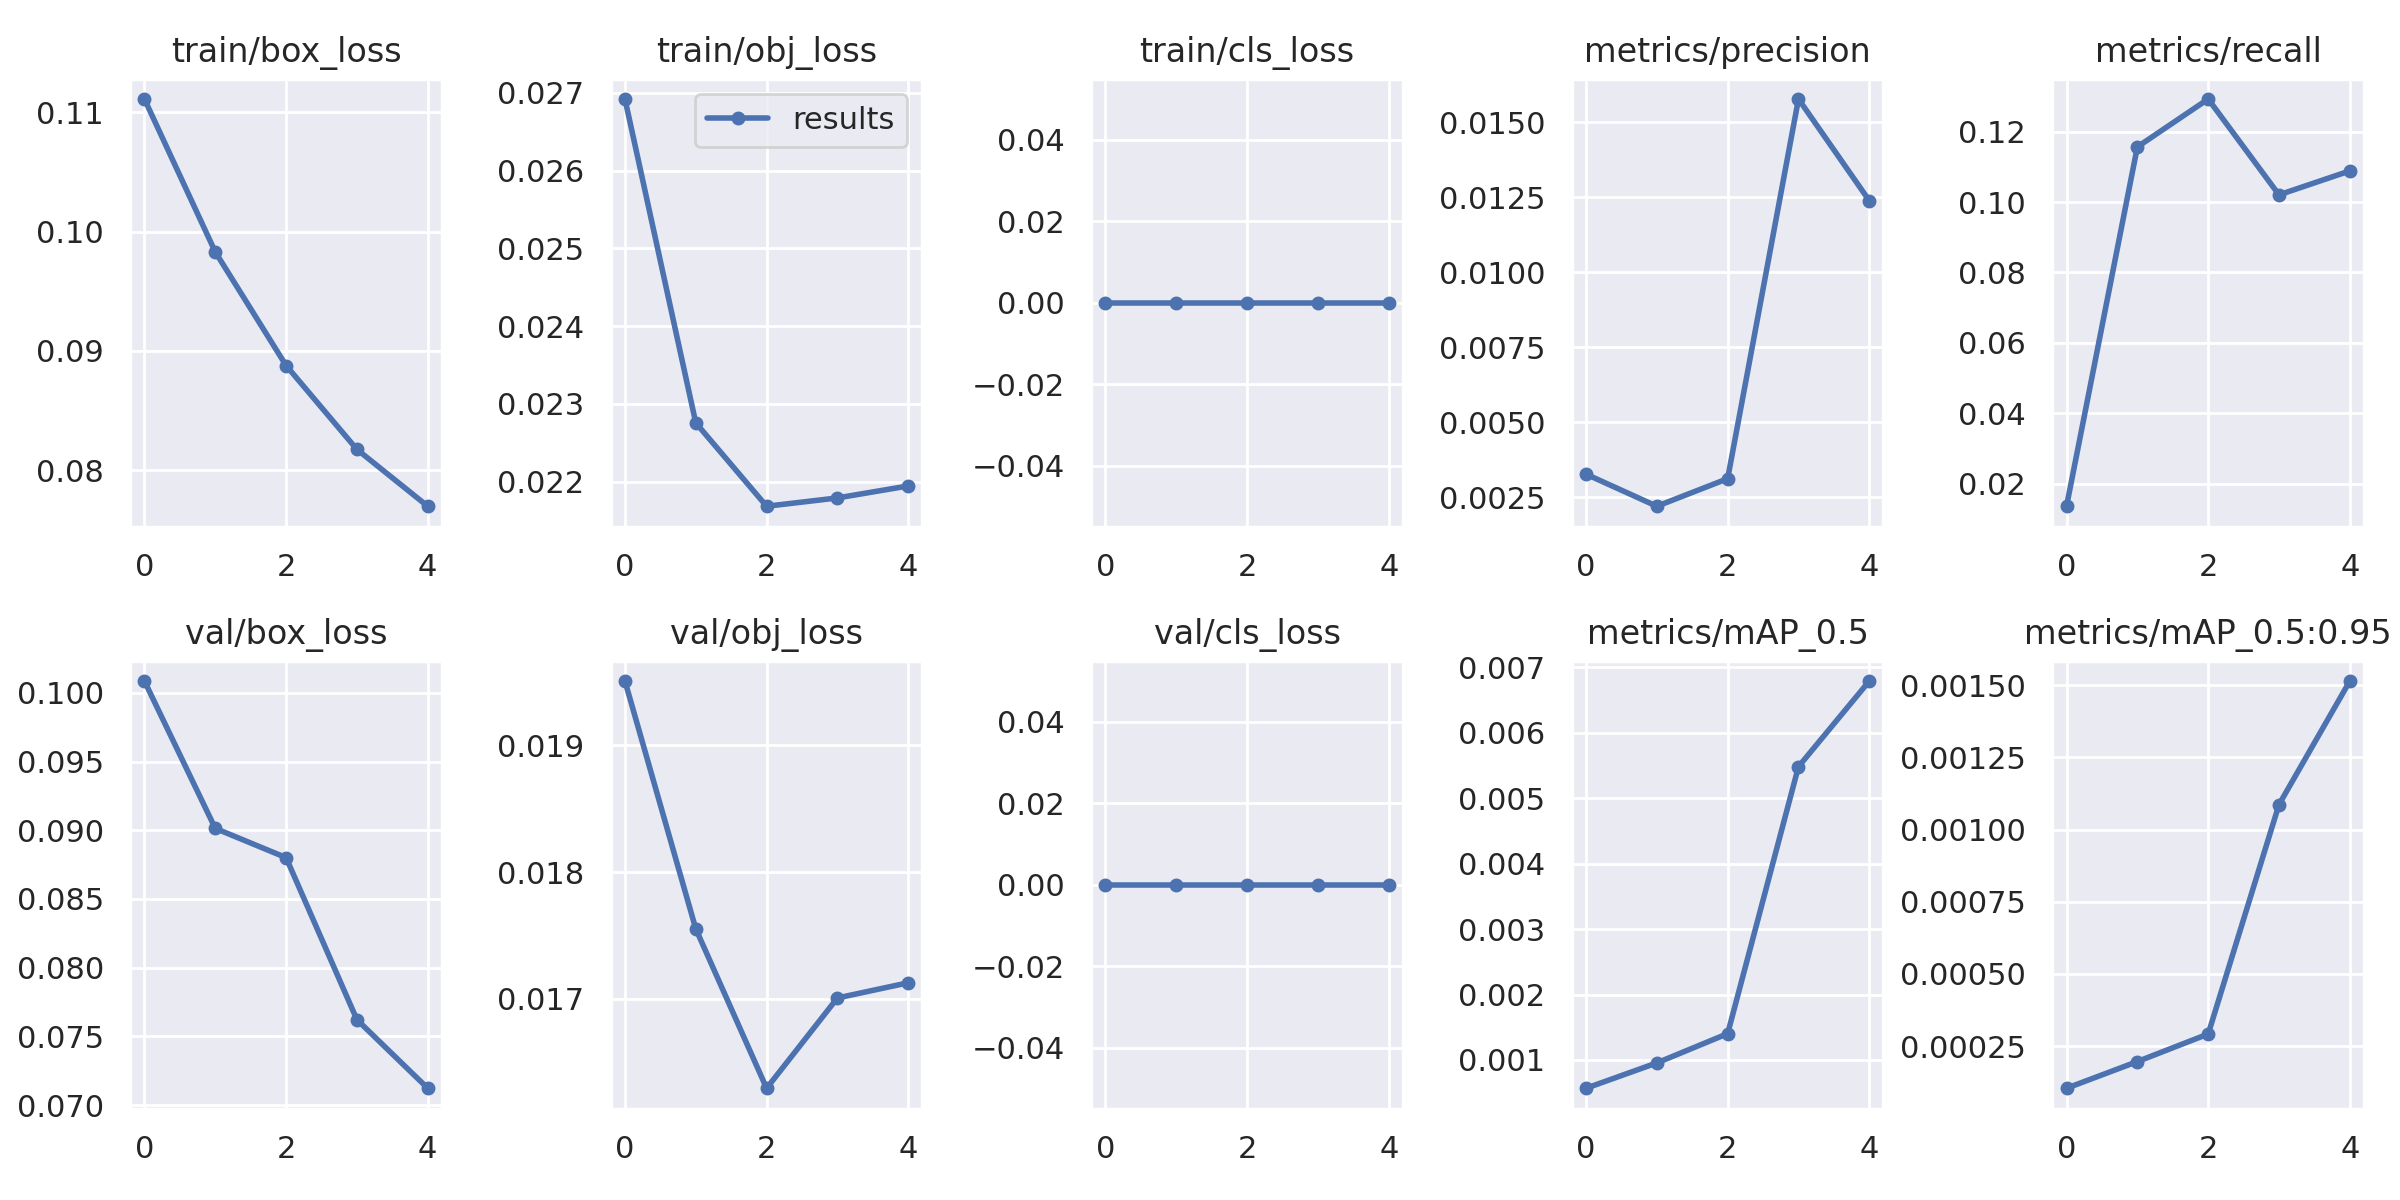 train/box_loss
0.11
0.10
0.09
0.08
0 2 4
train/obj_loss
results
0.027
0.026
0.025
0.024
0.023
0.022
0 2 4
train/cls_loss
0.04
0.02
0.00
−0.02
−0.04
0 2 4
metrics/precision
0.0150
0.0125
0.0100
0.0075
0.0050
0.0025
0 2 4
metrics/recall
0.12
0.10
0.08
0.06
0.04
0.02
0 2 4
val/box_loss
0.100
0.095
0.090
0.085
0.080
0.075
0.070
0 2 4
val/obj_loss
0.019
0.018
0.017
0 2 4
val/cls_loss
0.04
0.02
0.00
−0.02
−0.04
0 2 4
metrics/mAP_0.5
0.007
0.006
0.005
0.004
0.003
0.002
0.001
0 2 4
metrics/mAP_0.5:0.95
0.00150
0.00125
0.00100
0.00075
0.00050
0.00025
0 2 4